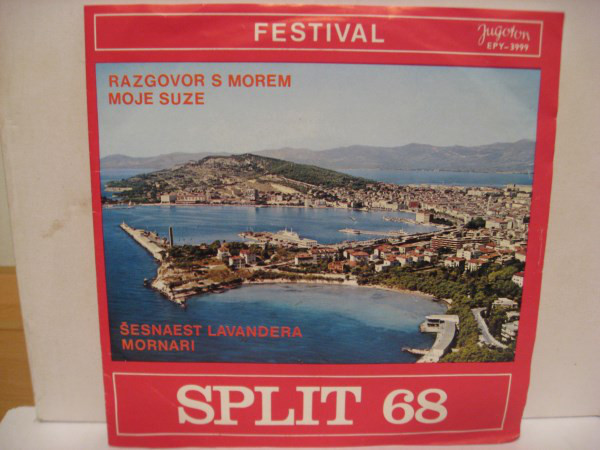 FESTIVAL
Jugoton
EPY-3999
RAZGOVOR S MOREM
MOJE SUZE
ŠESNAEST LAVANDERA
MORNARI
SPLIT 68